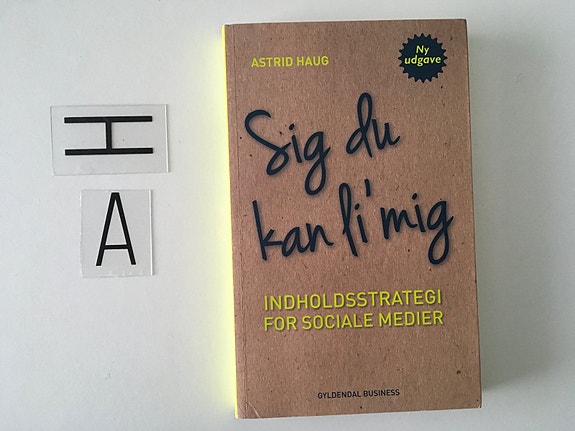 H
A
ASTRID HAUG
Ny
udgave
Sig du
kan li' mig
INDHOLDSSTRATEGI
FOR SOCIALE MEDIER
GYLDENDAL BUSINESS